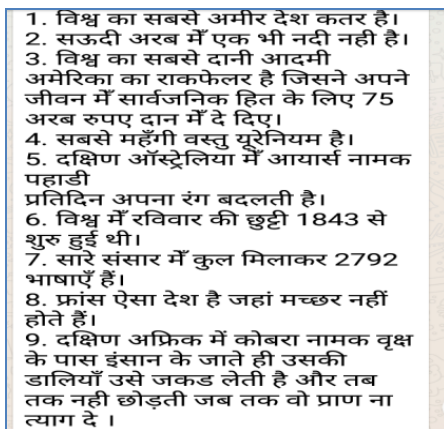 1. विश्व का सबसे अमीर देश कतर है।
2. सऊदी अरब मेँ एक भी नदी नही है।
3. विश्व का सबसे दानी आदमी
अमेरिका का राकफेलर है जिसने अपने
जीवन मेँ सार्वजनिक हित के लिए 75
अरब रुपए दान मेँ दे दिए।
4. सबसे महँगी वस्तु यूरेनियम है।
5. दक्षिण ऑस्ट्रेलिया मेँ आयार्स नामक
पहाडी
प्रतिदिन अपना रंग बदलती है।
6. विश्व मेँ रविवार की छुट्टी 1843 से
शुरु हुई थी।
7. सारे संसार मेँ कुल मिलाकर 2792
भाषाएँ हैं।
8. फ्रांस ऐसा देश है जहां मच्छर नहीं
होते हैं।
9. दक्षिण अफ्रिक में कोबरा नामक वृक्ष
के पास इंसान के जाते ही उसकी
डालियाँ उसे जकड लेती है और तब
तक नही छोड़ती जब तक वो प्राण ना
त्याग दे ।